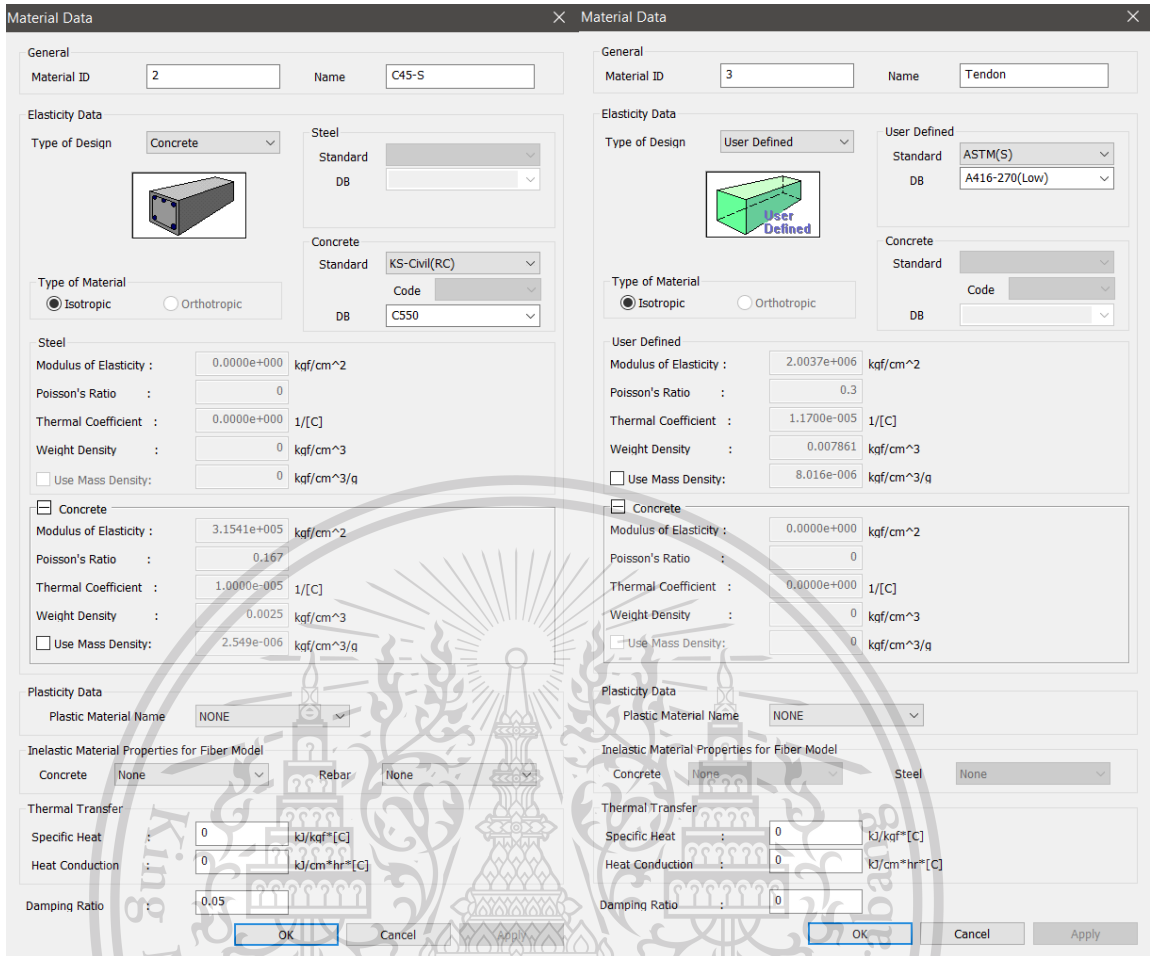 Material Data
General
Material ID 2 Name C45-S
Elasticity Data
Type of Design Concrete
Steel
Standard
DB
Concrete
Standard KS-Civil(RC)
Code
DB C550
Type of Material
Isotropic Orthotropic
Steel
Modulus of Elasticity : 0.0000e+000 kgf/cm^2
Poisson's Ratio : 0
Thermal Coefficient : 0.0000e+000 1/[C]
Weight Density : 0 kgf/cm^3
Use Mass Density: 0 kgf/cm^3/g
Concrete
Modulus of Elasticity : 3.1541e+005 kgf/cm^2
Poisson's Ratio : 0.167
Thermal Coefficient : 1.0000e-005 1/[C]
Weight Density : 0.0025 kgf/cm^3
Use Mass Density: 2.549e-006 kgf/cm^3/g
Plasticity Data
Plastic Material Name NONE
Inelastic Material Properties for Fiber Model
Concrete None Rebar None
Thermal Transfer
Specific Heat : 0 kJ/kgf*[C]
Heat Conduction : 0 kJ/cm*hr*[C]
Damping Ratio : 0.05
OK Cancel Apply
Material Data
General
Material ID 3 Name Tendon
Elasticity Data
Type of Design User Defined
User Defined
User Defined
Standard ASTM(S)
DB A416-270(Low)
Concrete
Standard
Code
DB
Type of Material
Isotropic Orthotropic
User Defined
Modulus of Elasticity : 2.0037e+006 kgf/cm^2
Poisson's Ratio : 0.3
Thermal Coefficient : 1.1700e-005 1/[C]
Weight Density : 0.007861 kgf/cm^3
Use Mass Density: 8.016e-006 kgf/cm^3/g
Concrete
Modulus of Elasticity : 0.0000e+000 kgf/cm^2
Poisson's Ratio : 0
Thermal Coefficient : 0.0000e+000 1/[C]
Weight Density : 0 kgf/cm^3
Use Mass Density: 0 kgf/cm^3/g
Plasticity Data
Plastic Material Name NONE
Inelastic Material Properties for Fiber Model
Concrete None Steel None
Thermal Transfer
Specific Heat : 0 kJ/kgf*[C]
Heat Conduction : 0 kJ/cm*hr*[C]
Damping Ratio : 0
OK Cancel Apply
King